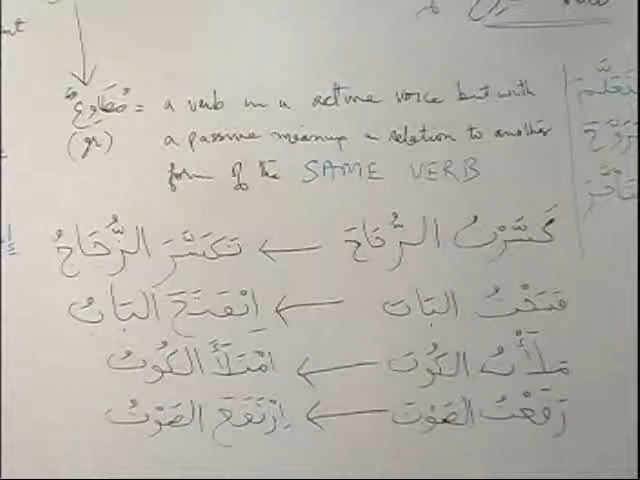 مُطَاوِعٌ = a verb in a active voice but with
(gr) a passive meaning in relation to another
form of the SAME VERB
كَسَّرْتُ الزُّجَاجَ ← تَكَسَّرَ الزُّجَاجُ
فَتَحْتُ البَابَ ← اِنْفَتَحَ البَابُ
مَلَأْتُ الكُوبَ ← امْتَلَأَ الكُوبُ
رَفَعْتُ الصَوْتَ ← اِرْتَفَعَ الصَوْتُ